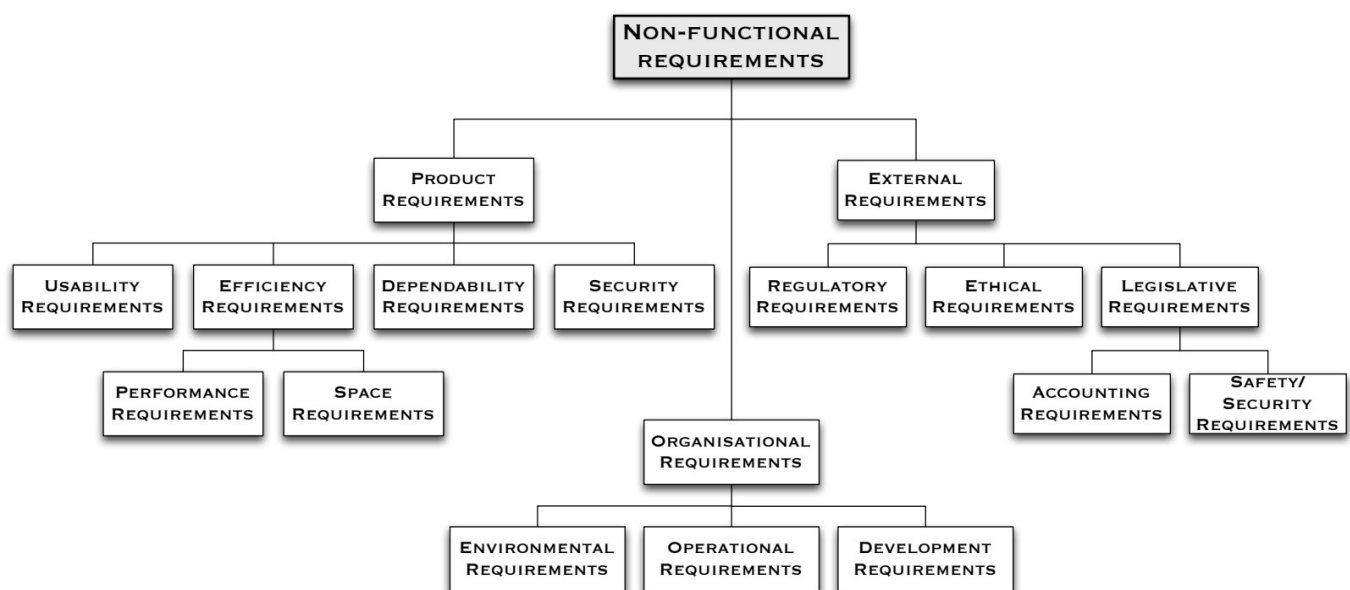 Non-functional
requirements
Product
Requirements
External
Requirements
Usability
Requirements
Efficiency
Requirements
Dependability
Requirements
Security
Requirements
Regulatory
Requirements
Ethical
Requirements
Legislative
Requirements
Performance
Requirements
Space
Requirements
Accounting
Requirements
Safety/
Security
Requirements
Organisational
Requirements
Environmental
Requirements
Operational
Requirements
Development
Requirements